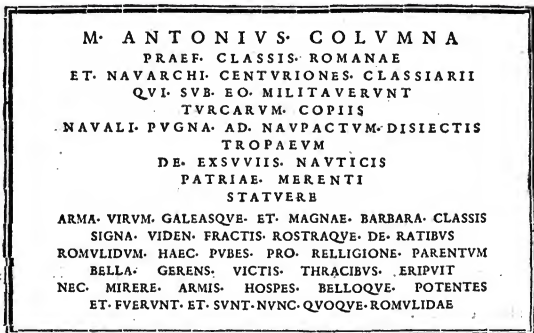 M· ANTONIVS· COLVMNA
PRAEF· CLASSIS· ROMANAE
ET· NAVARCHI· CENTVRIONES· CLASSIARII
QVI· SVB· EO· MILITAVERVNT
TVRCARVM· COPIIS
NAVALI· PVGNA· AD· NAVPACTVM· DISIECTIS
TROPAEVM
DE· EXSVVIIS· NAVTICIS
PATRIAE· MERENTI
STATVERE
ARMA· VIRVM· GALEASQVE· ET· MAGNAE· BARBARA· CLASSIS
SIGNA· VIDEN· FRACTIS· ROSTRAQVE· DE· RATIBVS
ROMVLIDVM· HAEC· PVBES· PRO· RELLIGIONE· PARENTVM
BELLA· GERENS· VICTIS· THRACIBVS· ERIPVIT
NEC· MIRERE· ARMIS· HOSPES· BELLOQVE· POTENTES
ET· FVERVNT· ET· SVNT· NVNC· QVOQVE· ROMVLIDAE